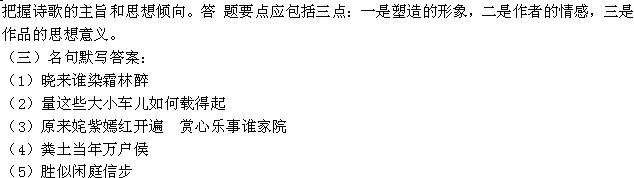 把握诗歌的主旨和思想倾向。答 题要点应包括三点：一是塑造的形象，二是作者的情感，三是
作品的思想意义。
（三）名句默写答案：
（1）晓来谁染霜林醉
（2）量这些大小车儿如何载得起
（3）原来姹紫嫣红开遍  赏心乐事谁家院
（4）粪土当年万户侯
（5）胜似闲庭信步